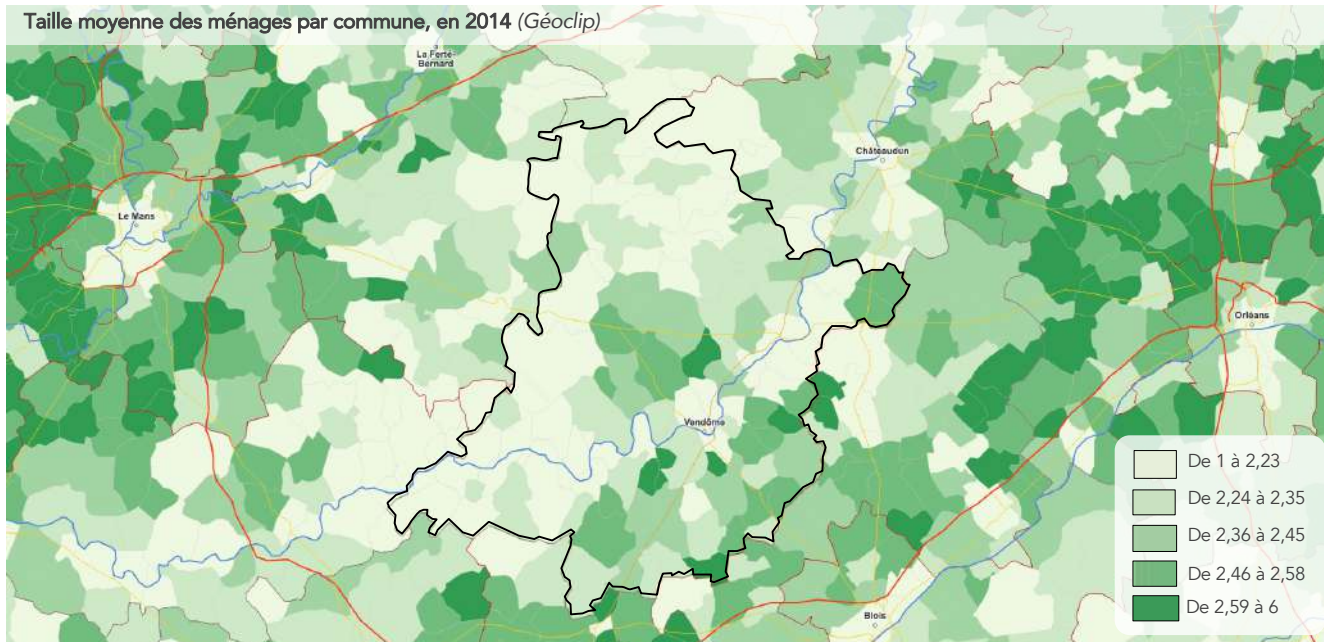 Taille moyenne des ménages par commune, en 2014 (Géoclip)
La Ferté-
Bernard
Châteaudun
Le Mans
Orléans
Vendôme
Blois
De 1 à 2,23
De 2,24 à 2,35
De 2,36 à 2,45
De 2,46 à 2,58
De 2,59 à 6